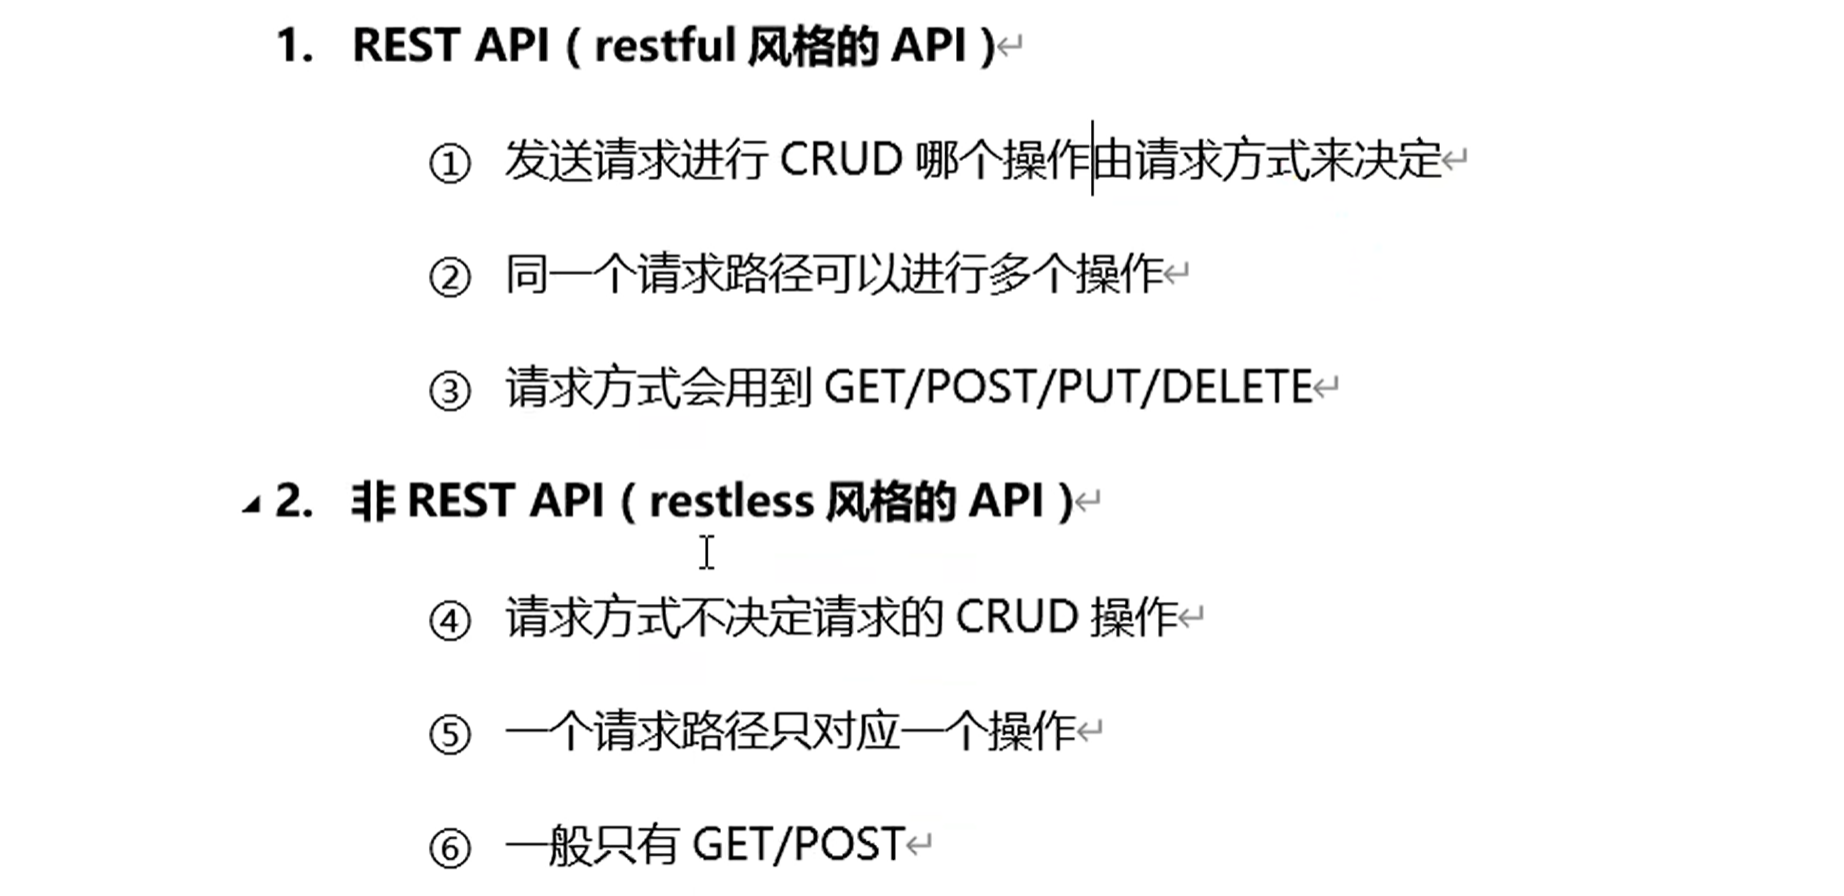 1. REST API ( restful 风格的 API )↵
① 发送请求进行 CRUD 哪个操作由请求方式来决定↵
② 同一个请求路径可以进行多个操作↵
③ 请求方式会用到 GET/POST/PUT/DELETE↵
2. 非 REST API ( restless 风格的 API )↵
④ 请求方式不决定请求的 CRUD 操作↵
⑤ 一个请求路径只对应一个操作↵
⑥ 一般只有 GET/POST↵